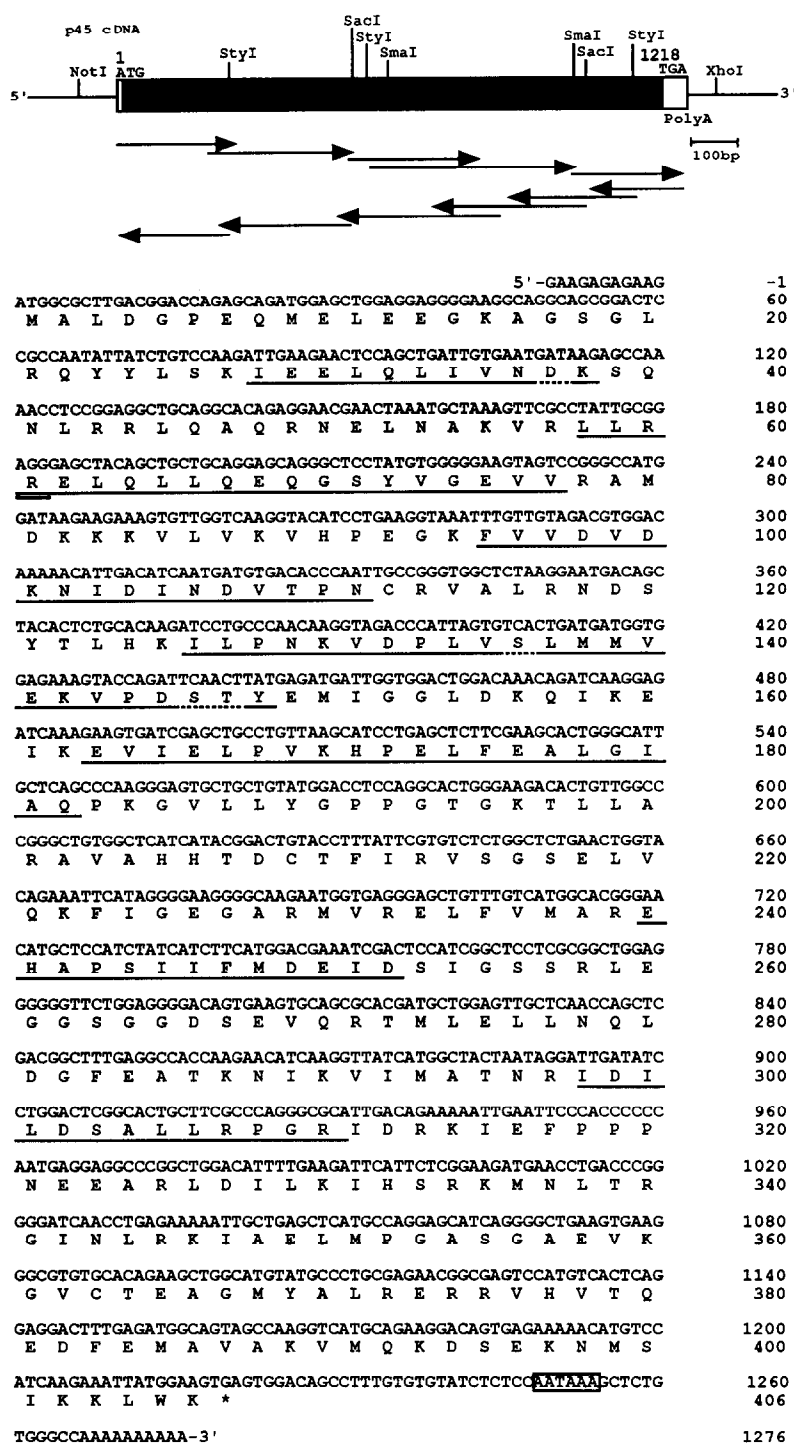 p45 cDNA
SacI
StyI
StyI
SmaI
SmaI
SacI
StyI
1218
1
NotI
ATG
TGA
XhoI
5'
3'
PolyA
100bp
5'-GAAGAGAGAAG -1
ATGGCGCTTGACGGACCAGAGCAGATGGAGCTGGAGGAGGGGAAGGCAGGCAGCGGACTC 60
M A L D G P E Q M E L E E G K A G S G L 20
CGCCAATATTATCTGTCCAAGATTGAAGAACTCCAGCTGATTGTGAATGATAAGAGCCAA 120
R Q Y Y L S K I E E L Q L I V N D K S Q 40
AACCTCCGGAGGCTGCAGGCACAGAGGAACGAACTAAATGCTAAAGTTCGCCTATTGCGG 180
N L R R L Q A Q R N E L N A K V R L L R 60
AGGGAGCTACAGCTGCTGCAGGAGCAGGGCTCCTATGTGGGGGAAGTAGTCCGGGCCATG 240
R E L Q L L Q E Q G S Y V G E V V R A M 80
GATAAGAAGAAAGTGTTGGTCAAGGTACATCCTGAAGGTAAATTTGTTGTAGACGTGGAC 300
D K K K V L V K V H P E G K F V V D V D 100
AAAAACATTGACATCAATGATGTGACACCCAATTGCCGGGTGGCTCTAAGGAATGACAGC 360
K N I D I N D V T P N C R V A L R N D S 120
TACACTCTGCACAAGATCCTGCCCAACAAGGTAGACCCATTAGTGTCACTGATGATGGTG 420
Y T L H K I L P N K V D P L V S L M M V 140
GAGAAAGTACCAGATTCAACTTATGAGATGATTGGTGGACTGGACAAACAGATCAAGGAG 480
E K V P D S T Y E M I G G L D K Q I K E 160
ATCAAAGAAGTGATCGAGCTGCCTGTTAAGCATCCTGAGCTCTTCGAAGCACTGGGCATT 540
I K E V I E L P V K H P E L F E A L G I 180
GCTCAGCCCAAGGGAGTGCTGCTGTATGGACCTCCAGGCACTGGGAAGACACTGTTGGCC 600
A Q P K G V L L Y G P P G T G K T L L A 200
CGGGCTGTGGCTCATCATACGGACTGTACCTTTATTCGTGTCTCTGGCTCTGAACTGGTA 660
R A V A H H T D C T F I R V S G S E L V 220
CAGAAATTCATAGGGGAAGGGGCAAGAATGGTGAGGGAGCTGTTTGTCATGGCACGGGAA 720
Q K F I G E G A R M V R E L F V M A R E 240
CATGCTCCATCTATCATCTTCATGGACGAAATCGACTCCATCGGCTCCTCGCGGCTGGAG 780
H A P S I I F M D E I D S I G S S R L E 260
GGGGGTTCTGGAGGGGACAGTGAAGTGCAGCGCACGATGCTGGAGTTGCTCAACCAGCTC 840
G G S G G D S E V Q R T M L E L L N Q L 280
GACGGCTTTGAGGCCACCAAGAACATCAAGGTTATCATGGCTACTAATAGGATTGATATC 900
D G F E A T K N I K V I M A T N R I D I 300
CTGGACTCGGCACTGCTTCGCCCAGGGCGCATTGACAGAAAAATTGAATTCCCACCCCCC 960
L D S A L L R P G R I D R K I E F P P P 320
AATGAGGAGGCCCGGCTGGACATTTTGAAGATTCATTCTCGGAAGATGAACCTGACCCGG 1020
N E E A R L D I L K I H S R K M N L T R 340
GGGATCAACCTGAGAAAAATTGCTGAGCTCATGCCAGGAGCATCAGGGGCTGAAGTGAAG 1080
G I N L R K I A E L M P G A S G A E V K 360
GGCGTGTGCACAGAAGCTGGCATGTATGCCCTGCGAGAACGGCGAGTCCATGTCACTCAG 1140
G V C T E A G M Y A L R E R R V H V T Q 380
GAGGACTTTGAGATGGCAGTAGCCAAGGTCATGCAGAAGGACAGTGAGAAAAACATGTCC 1200
E D F E M A V A K V M Q K D S E K N M S 400
ATCAAGAAATTATGGAAGTGAGTGGACAGCCTTTGTGTGTATCTCTCCAATAAAGCTCTG 1260
I K K L W K * 406
TGGGCCAAAAAAAAAA-3' 1276